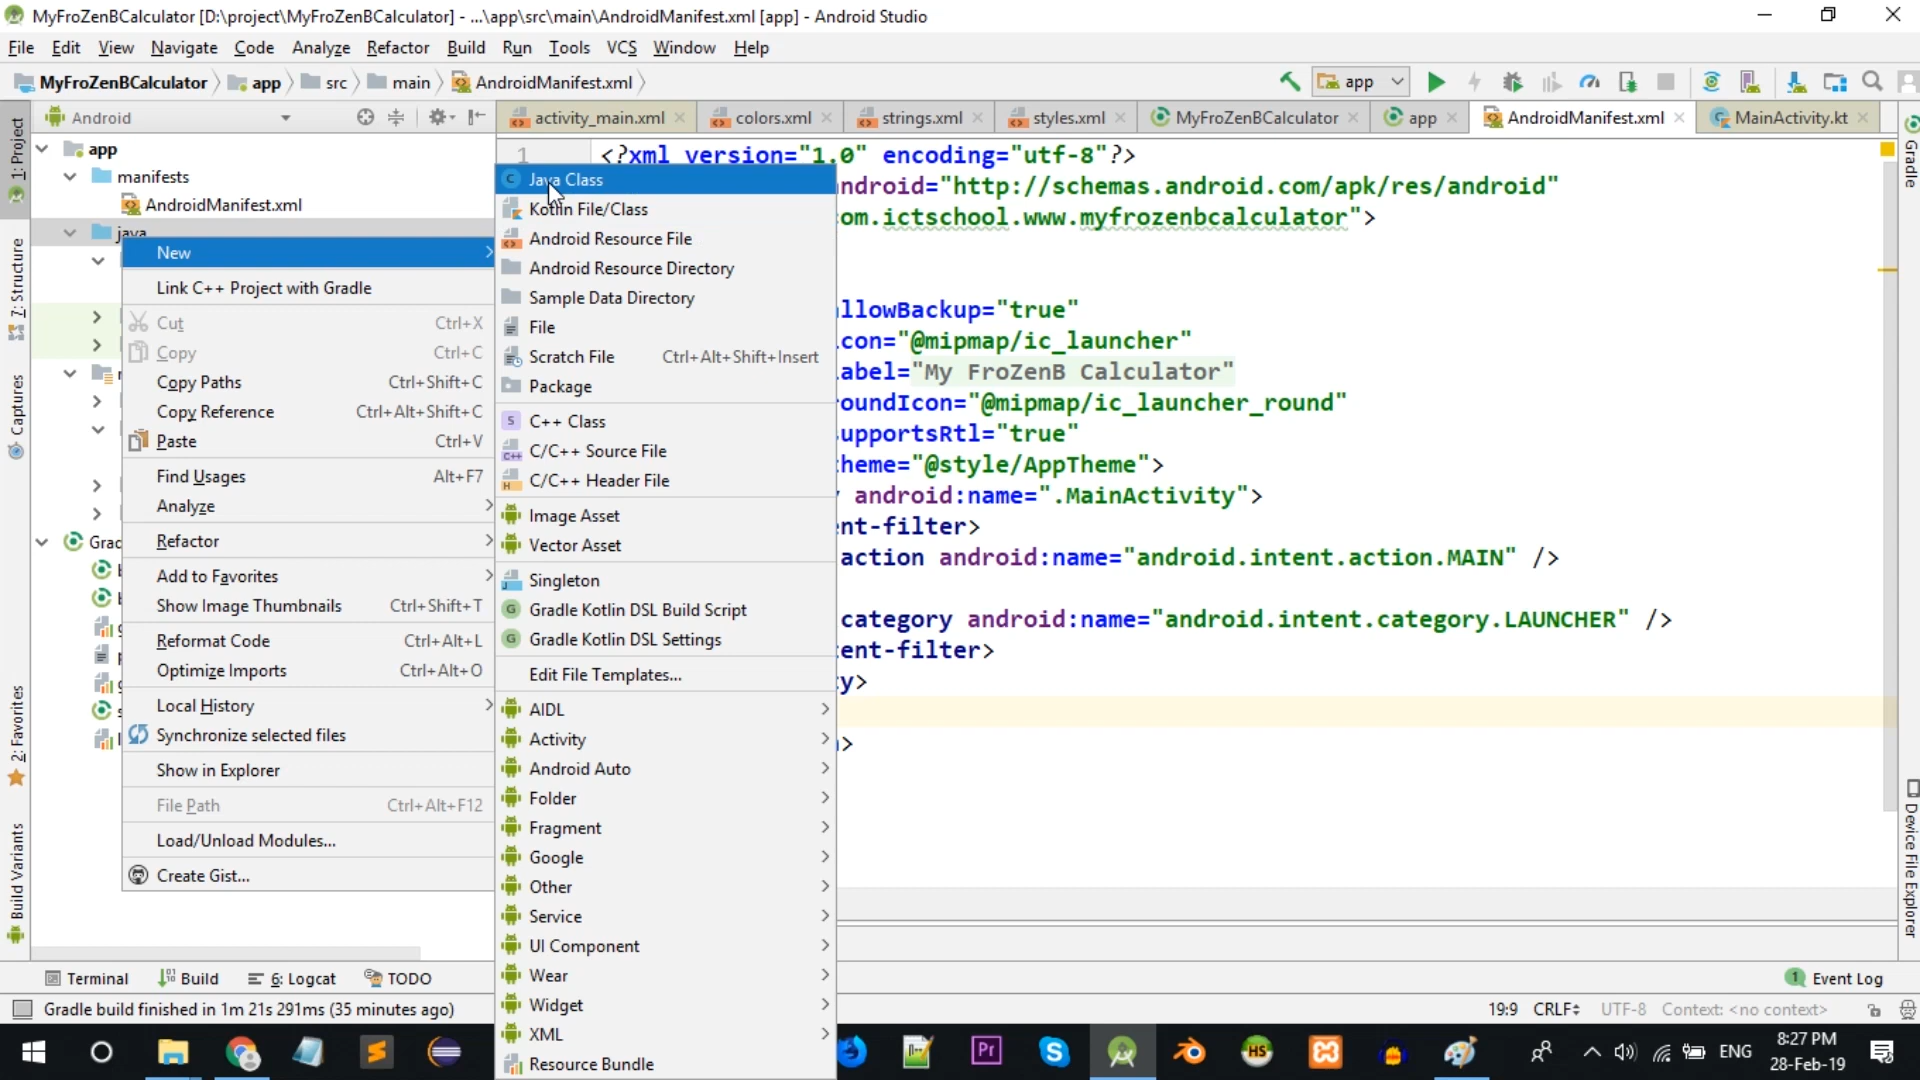 MyFroZenBCalculator [D:\project\MyFroZenBCalculator] - ...\app\src\main\AndroidManifest.xml [app] - Android Studio
File Edit View Navigate Code Analyze Refactor Build Run Tools VCS Window Help
MyFroZenBCalculator app src main AndroidManifest.xml app
Android
activity_main.xml colors.xml strings.xml styles.xml MyFroZenBCalculator app AndroidManifest.xml MainActivity.kt
1: Project
7: Structure
Captures
2: Favorites
Build Variants
app
manifests
AndroidManifest.xml
java
Grad
New
Link C++ Project with Gradle
Cut Ctrl+X
Copy Ctrl+C
Copy Paths Ctrl+Shift+C
Copy Reference Ctrl+Alt+Shift+C
Paste Ctrl+V
Find Usages Alt+F7
Analyze
Refactor
Add to Favorites
Show Image Thumbnails Ctrl+Shift+T
Reformat Code Ctrl+Alt+L
Optimize Imports Ctrl+Alt+O
Local History
Synchronize selected files
Show in Explorer
File Path Ctrl+Alt+F12
Load/Unload Modules...
Create Gist...
Java Class
Kotlin File/Class
Android Resource File
Android Resource Directory
Sample Data Directory
File
Scratch File Ctrl+Alt+Shift+Insert
Package
C++ Class
C/C++ Source File
C/C++ Header File
Image Asset
Vector Asset
Singleton
Gradle Kotlin DSL Build Script
Gradle Kotlin DSL Settings
Edit File Templates...
AIDL
Activity
Android Auto
Folder
Fragment
Google
Other
Service
UI Component
Wear
Widget
XML
Resource Bundle
1 <?xml version="1.0" encoding="utf-8"?>
ndroid="http://schemas.android.com/apk/res/android"
om.ictschool.www.myfrozenbcalculator">
llowBackup="true"
con="@mipmap/ic_launcher"
abel="My FroZenB Calculator"
oundIcon="@mipmap/ic_launcher_round"
upportsRtl="true"
heme="@style/AppTheme">
y android:name=".MainActivity">
nt-filter>
action android:name="android.intent.action.MAIN" />
category android:name="android.intent.category.LAUNCHER" />
ent-filter>
y>
>
Gradle
Device File Explorer
Terminal Build 6: Logcat TODO 1 Event Log
Gradle build finished in 1m 21s 291ms (35 minutes ago) 19:9 CRLF UTF-8 Context: <no context>
Pr HS ENG
8:27 PM
28-Feb-19